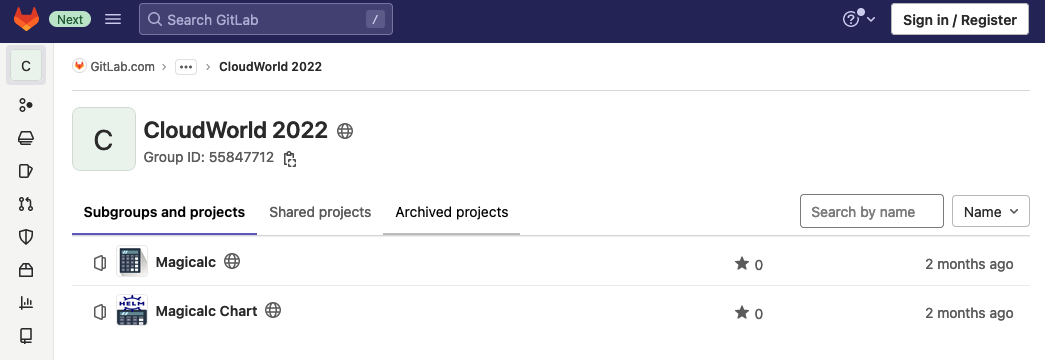 Next Search GitLab / Sign in / Register
C GitLab.com › ••• › CloudWorld 2022
C CloudWorld 2022
Group ID: 55847712
Subgroups and projects Shared projects Archived projects Search by name Name
Magicalc 0 2 months ago
HELM
Magicalc Chart 0 2 months ago